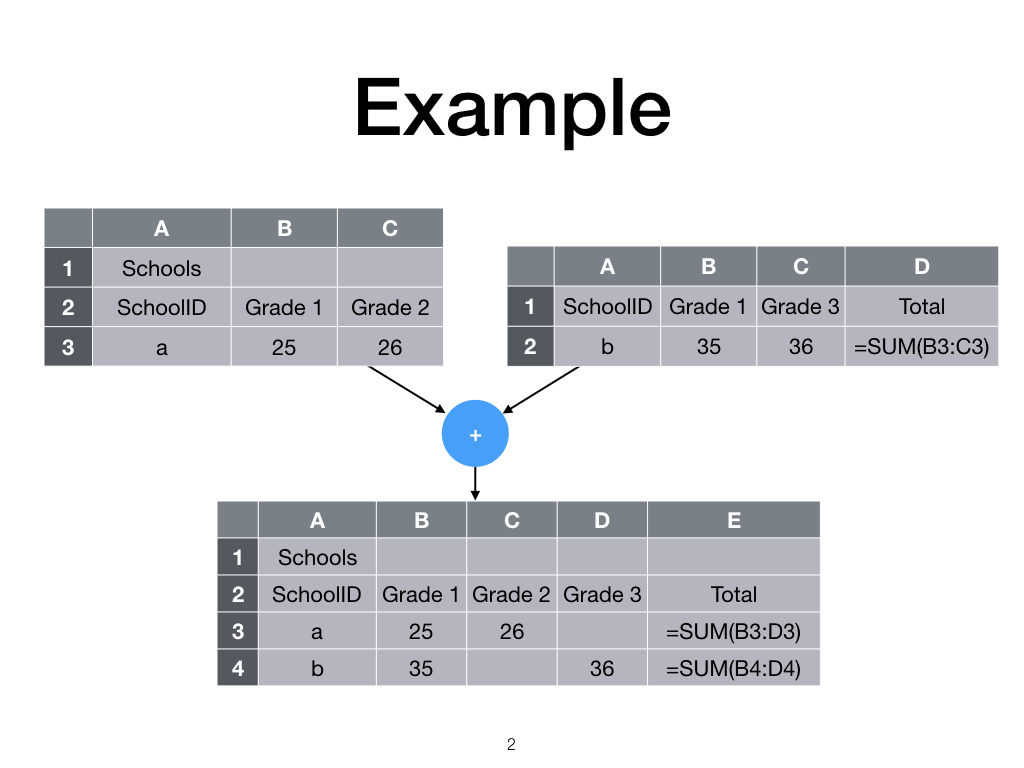 Example
A B C
1 Schools
2 SchoolID Grade 1 Grade 2
3 a 25 26
A B C D
1 SchoolID Grade 1 Grade 3 Total
2 b 35 36 =SUM(B3:C3)
+
A B C D E
1 Schools
2 SchoolID Grade 1 Grade 2 Grade 3 Total
3 a 25 26 =SUM(B3:D3)
4 b 35 36 =SUM(B4:D4)
2